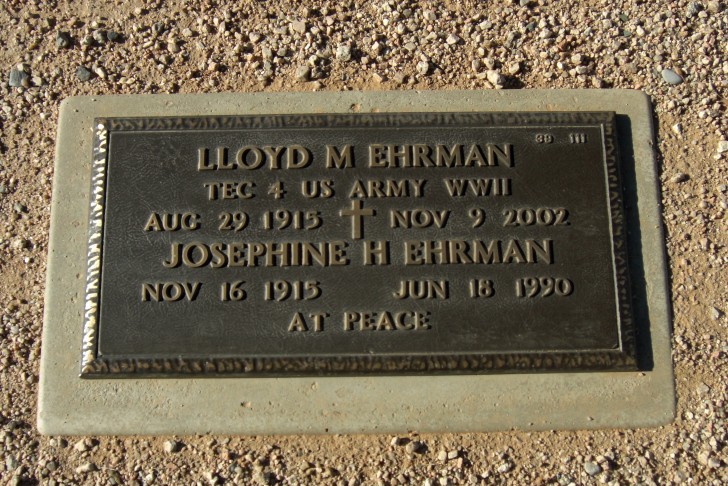 39 111
LLOYD M EHRMAN
TEC 4 US ARMY WWII
AUG 29 1915 NOV 9 2002
JOSEPHINE H EHRMAN
NOV 16 1915 JUN 18 1990
AT PEACE